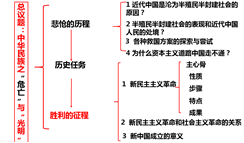 总议题：中华民族之“危亡”与“光明”
悲怆的历程
1 近代中国是沦为半殖民半封建社会的
原因？
2 半殖民半封建社会的表现和近代中国
人民的处境？
3 各种救国方案的探索与尝试
4 为什么资本主义道路中国走不通？
历史任务
胜利的征程
1 新民主主义革命
主心骨
性质
步骤
特点
成果
2 新民主主义革命和社会主义革命的关系
3 新中国成立的意义